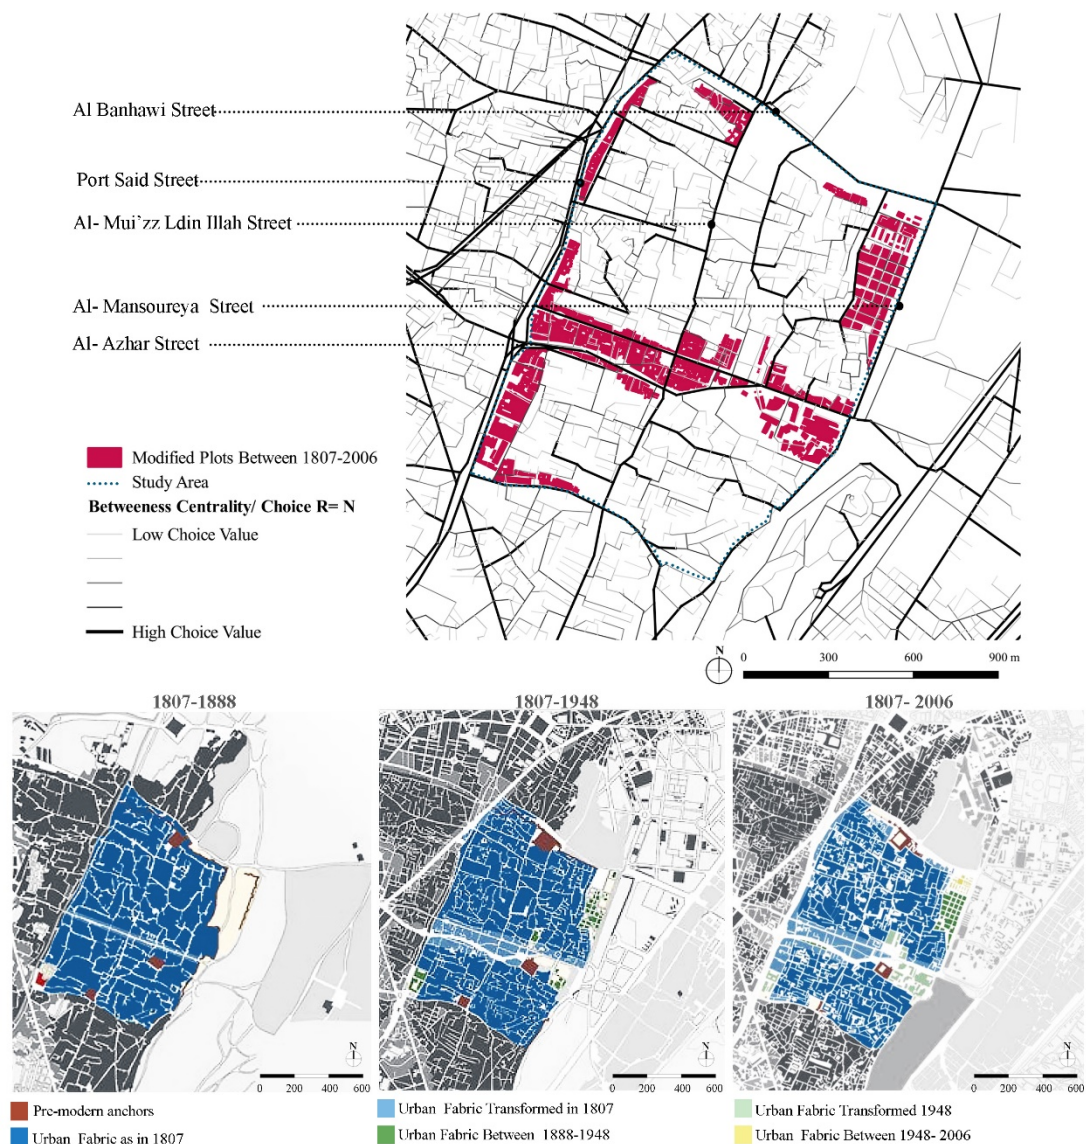 Al Banhawi Street
Port Said Street
Al- Mui’zz Ldin Illah Street
Al- Mansoureya Street
Al- Azhar Street
Modified Plots Between 1807-2006
Study Area
Betweeness Centrality/ Choice R= N
Low Choice Value
High Choice Value
N
0 300 600 900 m
1807-1888
1807-1948
1807- 2006
N
0 200 400 600
N
0 200 400 600
N
0 200 400 600
Pre-modern anchors
Urban Fabric as in 1807
Urban Fabric Transformed in 1807
Urban Fabric Between 1888-1948
Urban Fabric Transformed 1948
Urban Fabric Between 1948- 2006